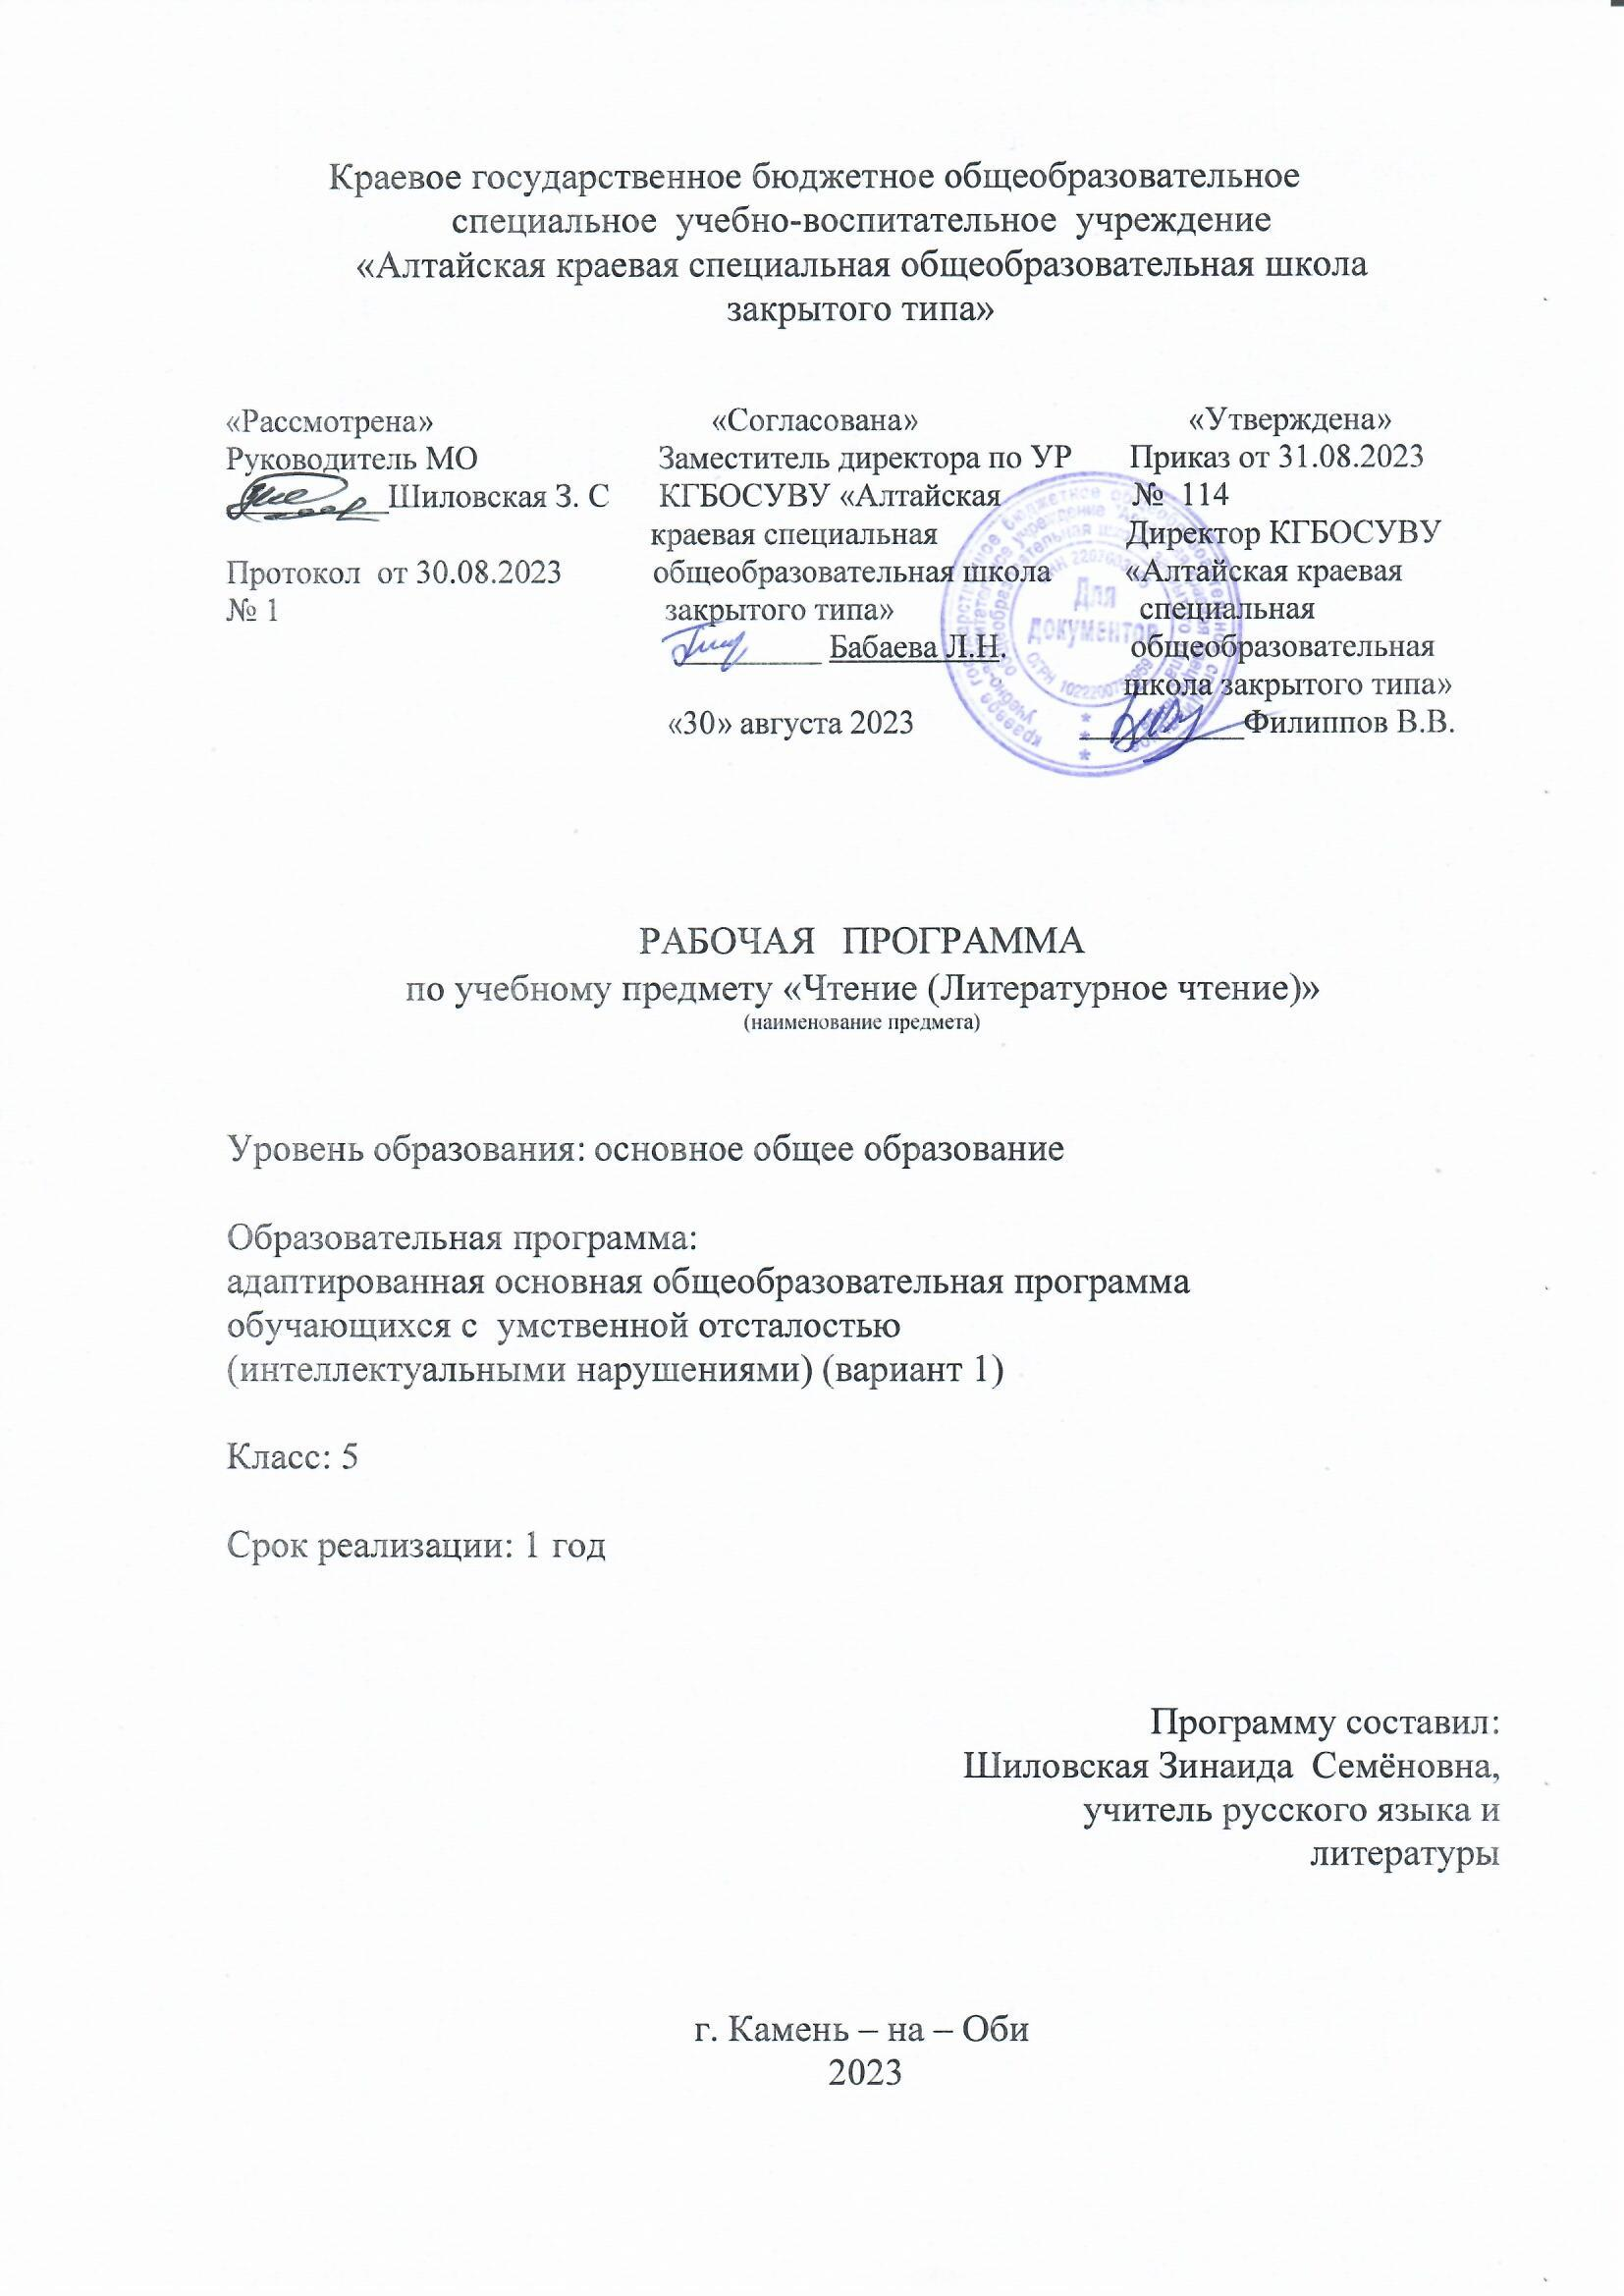 Краевое государственное бюджетное общеобразовательное
специальное учебно-воспитательное учреждение
«Алтайская краевая специальная общеобразовательная школа
закрытого типа»
«Рассмотрена»
Руководитель МО
Шиловская З. С
Протокол от 30.08.2023
№ 1
«Согласована»
Заместитель директора по УР
КГБОСУВУ «Алтайская
краевая специальная
общеобразовательная школа
закрытого типа»
Бабаева Л.Н.
«30» августа 2023
«Утверждена»
Приказ от 31.08.2023
№ 114
Директор КГБОСУВУ
«Алтайская краевая
специальная
общеобразовательная
школа закрытого типа»
Филиппов В.В.
Для
документов
РАБОЧАЯ ПРОГРАММА
по учебному предмету «Чтение (Литературное чтение)»
(наименование предмета)
Уровень образования: основное общее образование
Образовательная программа:
адаптированная основная общеобразовательная программа
обучающихся с умственной отсталостью
(интеллектуальными нарушениями) (вариант 1)
Класс: 5
Срок реализации: 1 год
Программу составил:
Шиловская Зинаида Семёновна,
учитель русского языка и
литературы
г. Камень – на – Оби
2023